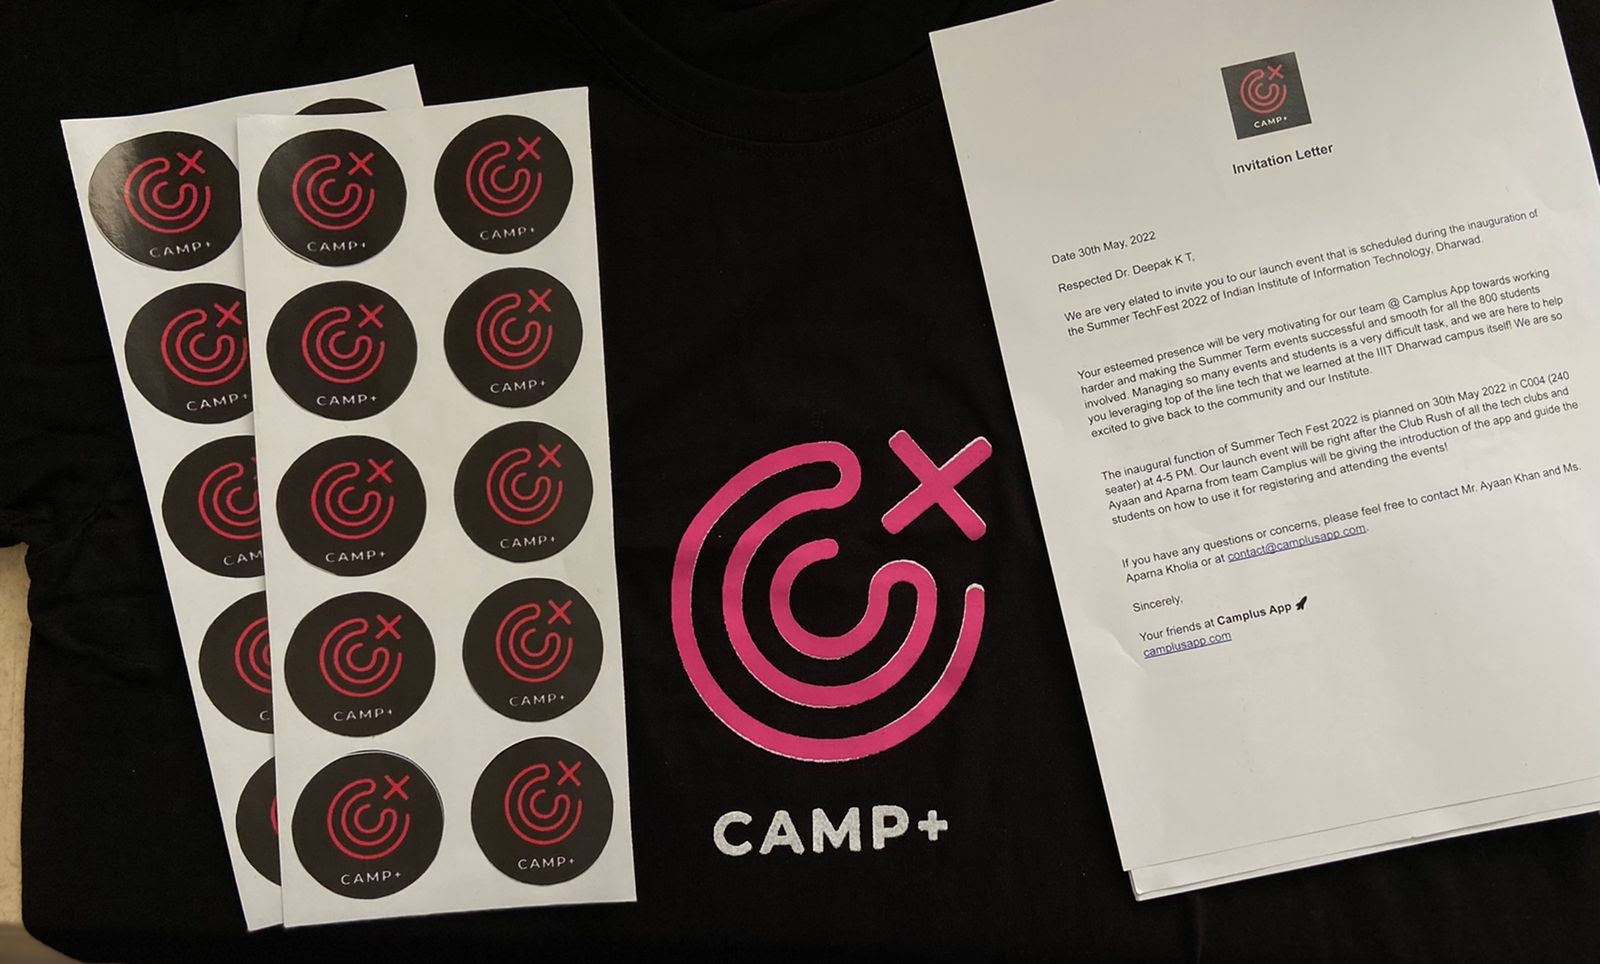 CAMP+
CAMP+
CAMP+
CAM
C
CAMP+
CAMP+
CAMP+
CAMP+
CAMP+
CAMP+
CAMP+
CAMP+
CAMP+
CAMP+
CAMP+
CAMP+
Invitation Letter
Date 30th May, 2022
Respected Dr. Deepak K T,
We are very elated to invite you to our launch event that is scheduled during the inauguration of
the Summer TechFest 2022 of Indian Institute of Information Technology, Dharwad.
Your esteemed presence will be very motivating for our team @ Camplus App towards working
harder and making the Summer Term events successful and smooth for all the 800 students
involved. Managing so many events and students is a very difficult task, and we are here to help
you leveraging top of the line tech that we learned at the IIIT Dharwad campus itself! We are so
excited to give back to the community and our Institute.
The inaugural function of Summer Tech Fest 2022 is planned on 30th May 2022 in C004 (240
seater) at 4-5 PM. Our launch event will be right after the Club Rush of all the tech clubs and
Ayaan and Aparna from team Camplus will be giving the introduction of the app and guide the
students on how to use it for registering and attending the events!
If you have any questions or concerns, please feel free to contact Mr. Ayaan Khan and Ms.
Aparna Kholia or at contact@camplusapp.com.
Sincerely,
Your friends at Camplus App
camplusapp.com